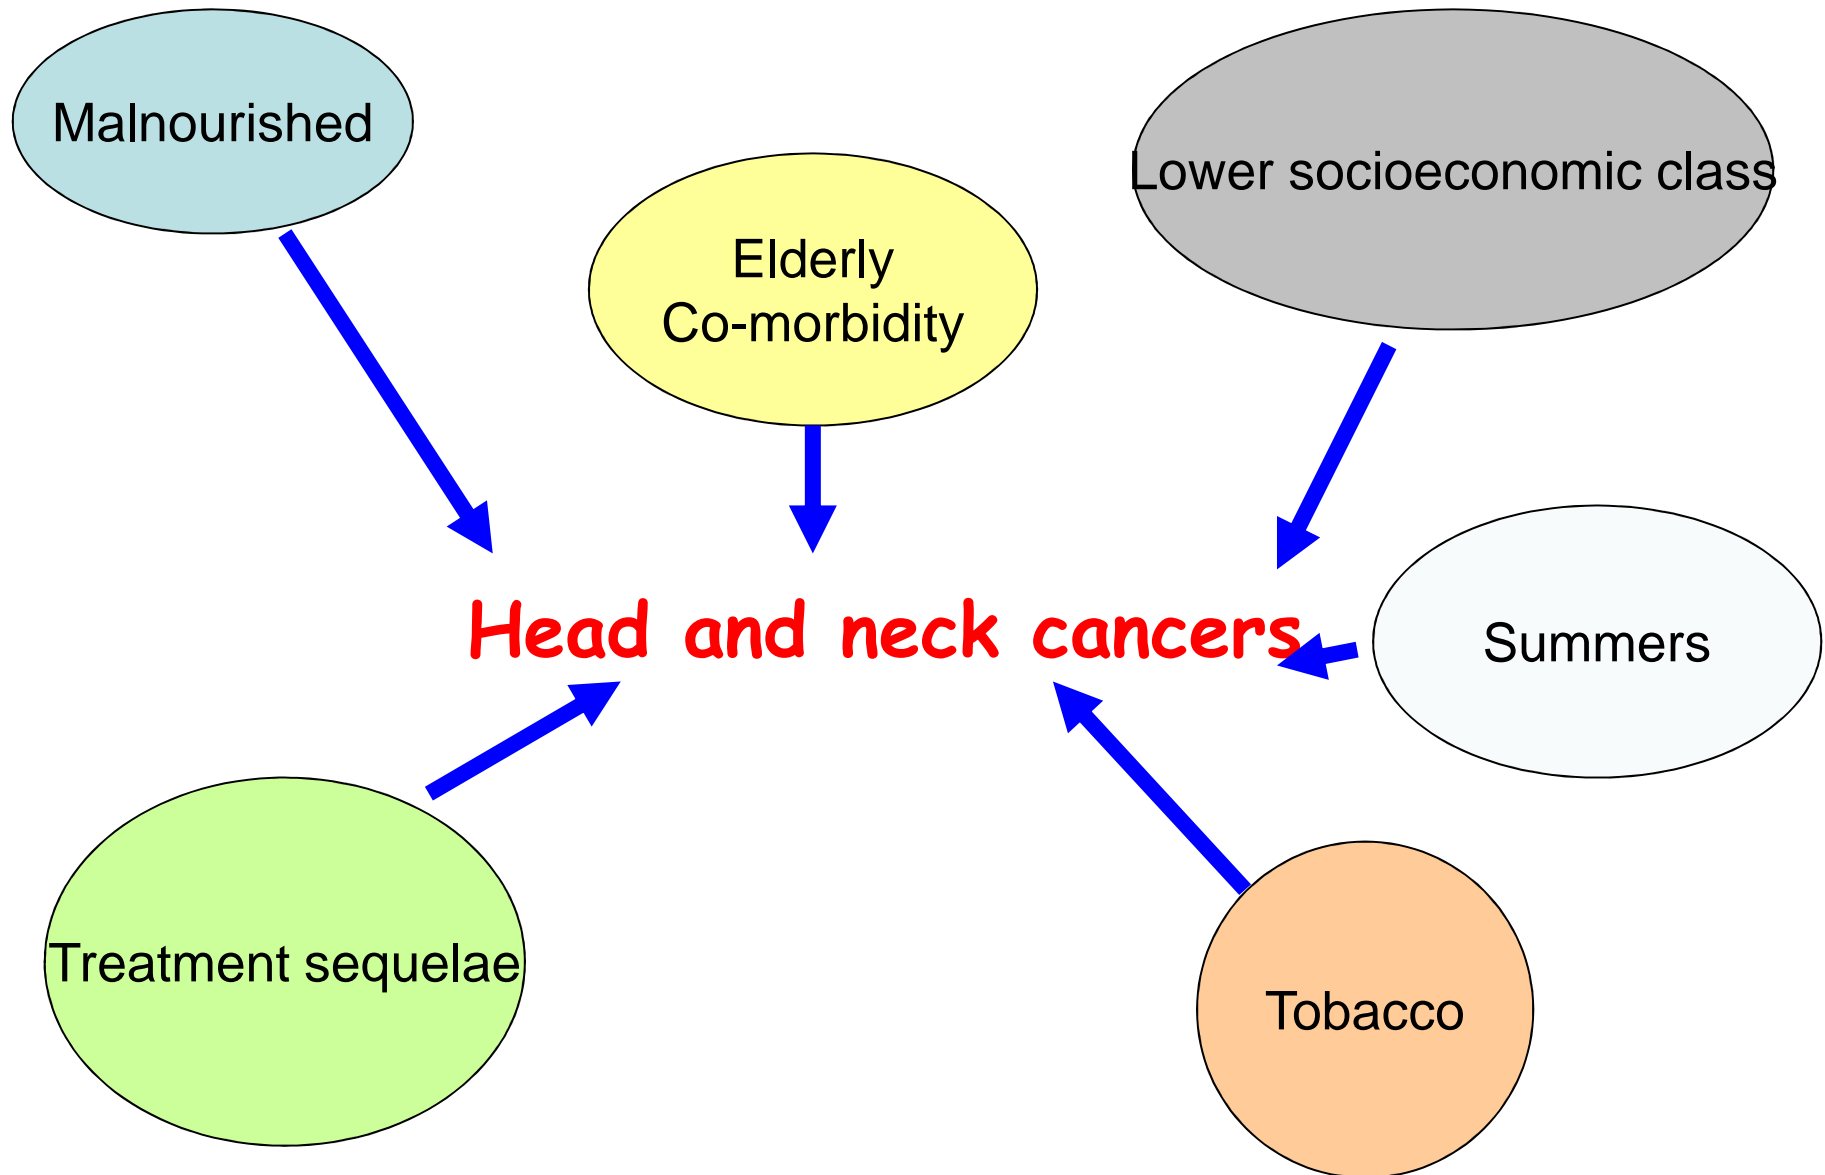 Malnourished
Lower socioeconomic class
Elderly
Co-morbidity
Head and neck cancers
Summers
Treatment sequelae
Tobacco